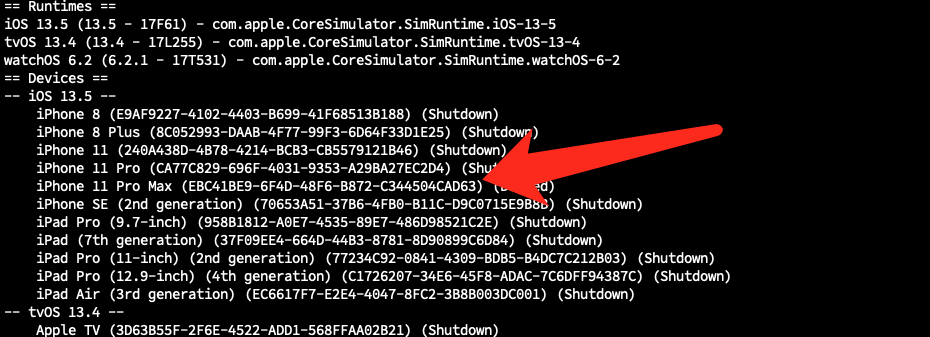 == Runtimes ==
iOS 13.5 (13.5 - 17F61) - com.apple.CoreSimulator.SimRuntime.iOS-13-5
tvOS 13.4 (13.4 - 17L255) - com.apple.CoreSimulator.SimRuntime.tvOS-13-4
watchOS 6.2 (6.2.1 - 17T531) - com.apple.CoreSimulator.SimRuntime.watchOS-6-2
== Devices ==
-- iOS 13.5 --
iPhone 8 (E9AF9227-4102-4403-B699-41F68513B188) (Shutdown)
iPhone 8 Plus (8C052993-DAAB-4F77-99F3-6D64F33D1E25) (Shutdown)
iPhone 11 (240A438D-4B78-4214-BCB3-CB5579121B46) (Shutdown)
iPhone 11 Pro (CA77C829-696F-4031-9353-A29BA27EC2D4)
iPhone 11 Pro Max (EBC41BE9-6F4D-48F6-B872-C344504CAD63)
iPhone SE (2nd generation) (70653A51-37B6-4FB0-B11C-D9C0715E9B8B) (Shutdown)
iPad Pro (9.7-inch) (958B1812-A0E7-4535-89E7-486D98521C2E) (Shutdown)
iPad (7th generation) (37F09EE4-664D-44B3-8781-8D90899C6D84) (Shutdown)
iPad Pro (11-inch) (2nd generation) (77234C92-0841-4309-BDB5-B4DC7C212B03) (Shutdown)
iPad Pro (12.9-inch) (4th generation) (C1726207-34E6-45F8-ADAC-7C6DFF94387C) (Shutdown)
iPad Air (3rd generation) (EC6617F7-E2E4-4047-8FC2-3B8B003DC001) (Shutdown)
-- tvOS 13.4 --
Apple TV (3D63B55F-2F6E-4522-ADD1-568FFAA02B21) (Shutdown)